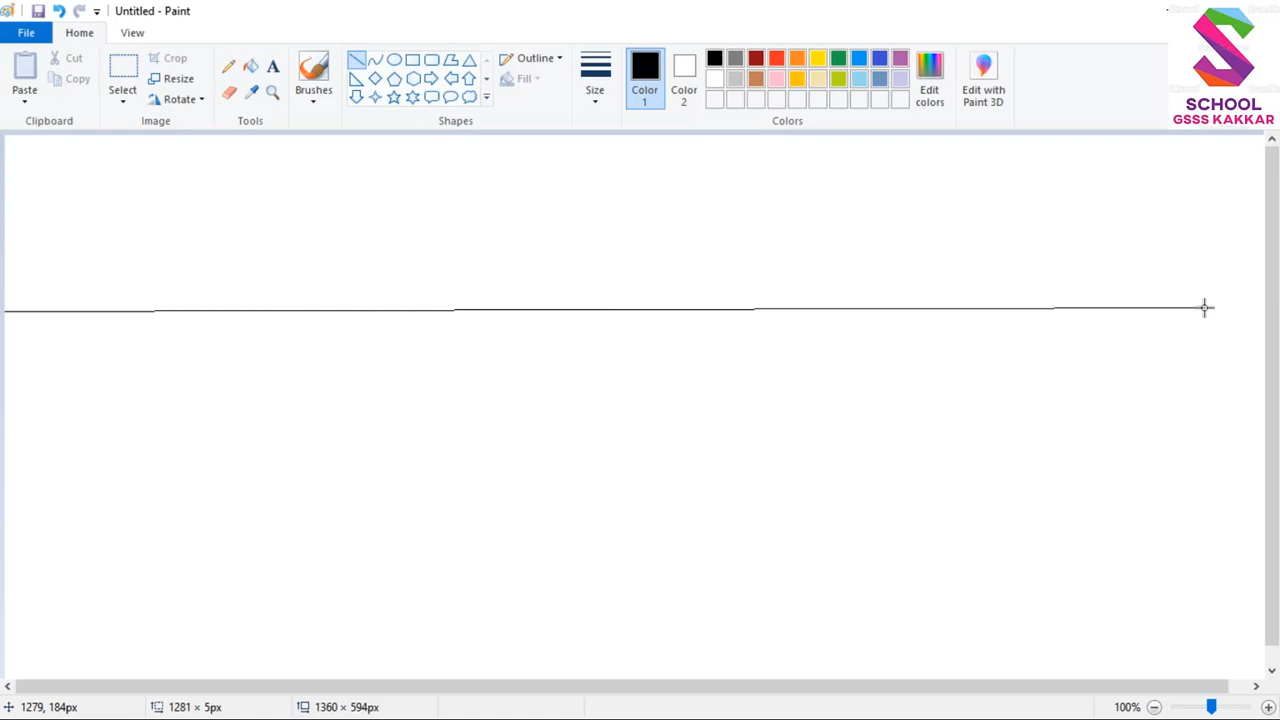 Untitled - Paint
File Home View
Paste
Cut
Copy
Clipboard
Select
Crop
Resize
Rotate
Image
Tools
Brushes
Shapes
Outline
Fill
Size
Color 1
Color 2
Colors
Edit colors
Edit with Paint 3D
SCHOOL
GSSS KAKKAR
1279, 184px
1281 × 5px
1360 × 594px
100%